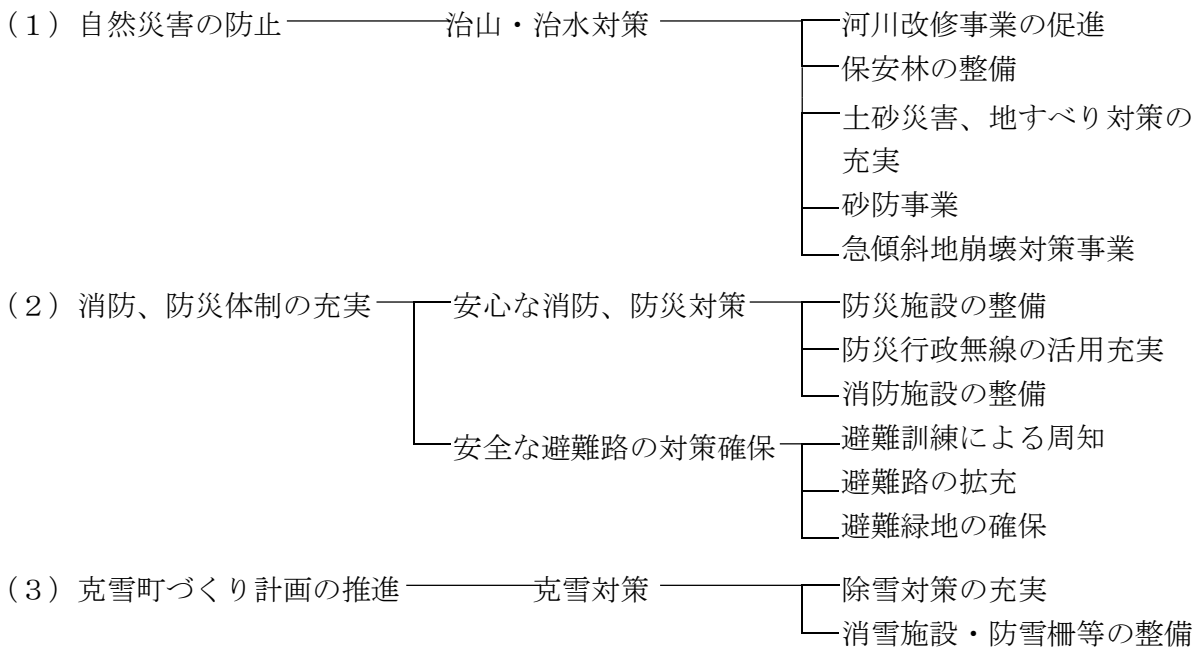 （１）自然災害の防止 治山・治水対策 河川改修事業の促進
保安林の整備
土砂災害、地すべり対策の
充実
砂防事業
急傾斜地崩壊対策事業
（２）消防、防災体制の充実 安心な消防、防災対策 防災施設の整備
防災行政無線の活用充実
消防施設の整備
安全な避難路の対策確保 避難訓練による周知
避難路の拡充
避難緑地の確保
（３）克雪町づくり計画の推進 克雪対策 除雪対策の充実
消雪施設・防雪柵等の整備